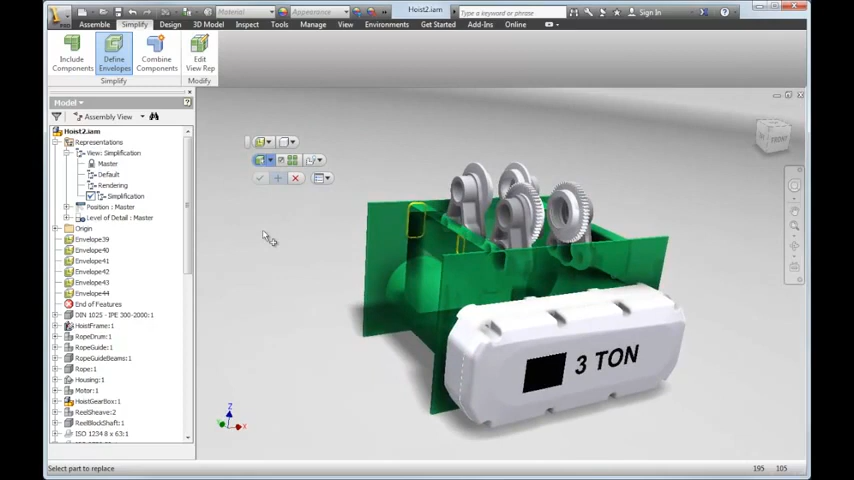 Material
Appearance
Hoist2.iam
Type a keyword or phrase
Sign In
PRO
Assemble Simplify Design 3D Model Inspect Tools Manage View Environments Get Started Add-Ins Online
Include Components
Define Envelopes
Combine Components
Edit View Rep
Simplify
Modify
Model
Assembly View
Hoist2.iam
Representations
View: Simplification
Master
Default
Rendering
Simplification
Position : Master
Level of Detail : Master
Origin
Envelope39
Envelope40
Envelope41
Envelope42
Envelope43
Envelope44
End of Features
DIN 1025 - IPE 300-2000:1
HoistFrame:1
RopeDrum:1
RopeGuide:1
RopeGuideBeams:1
Rope:1
Housing:1
Motor:1
HoistGearBox:1
ReelSheave:2
ReelBlockShaft:1
ISO 1234 8 x 63:1
FRONT
3 TON
Z
X
Select part to replace
195 105